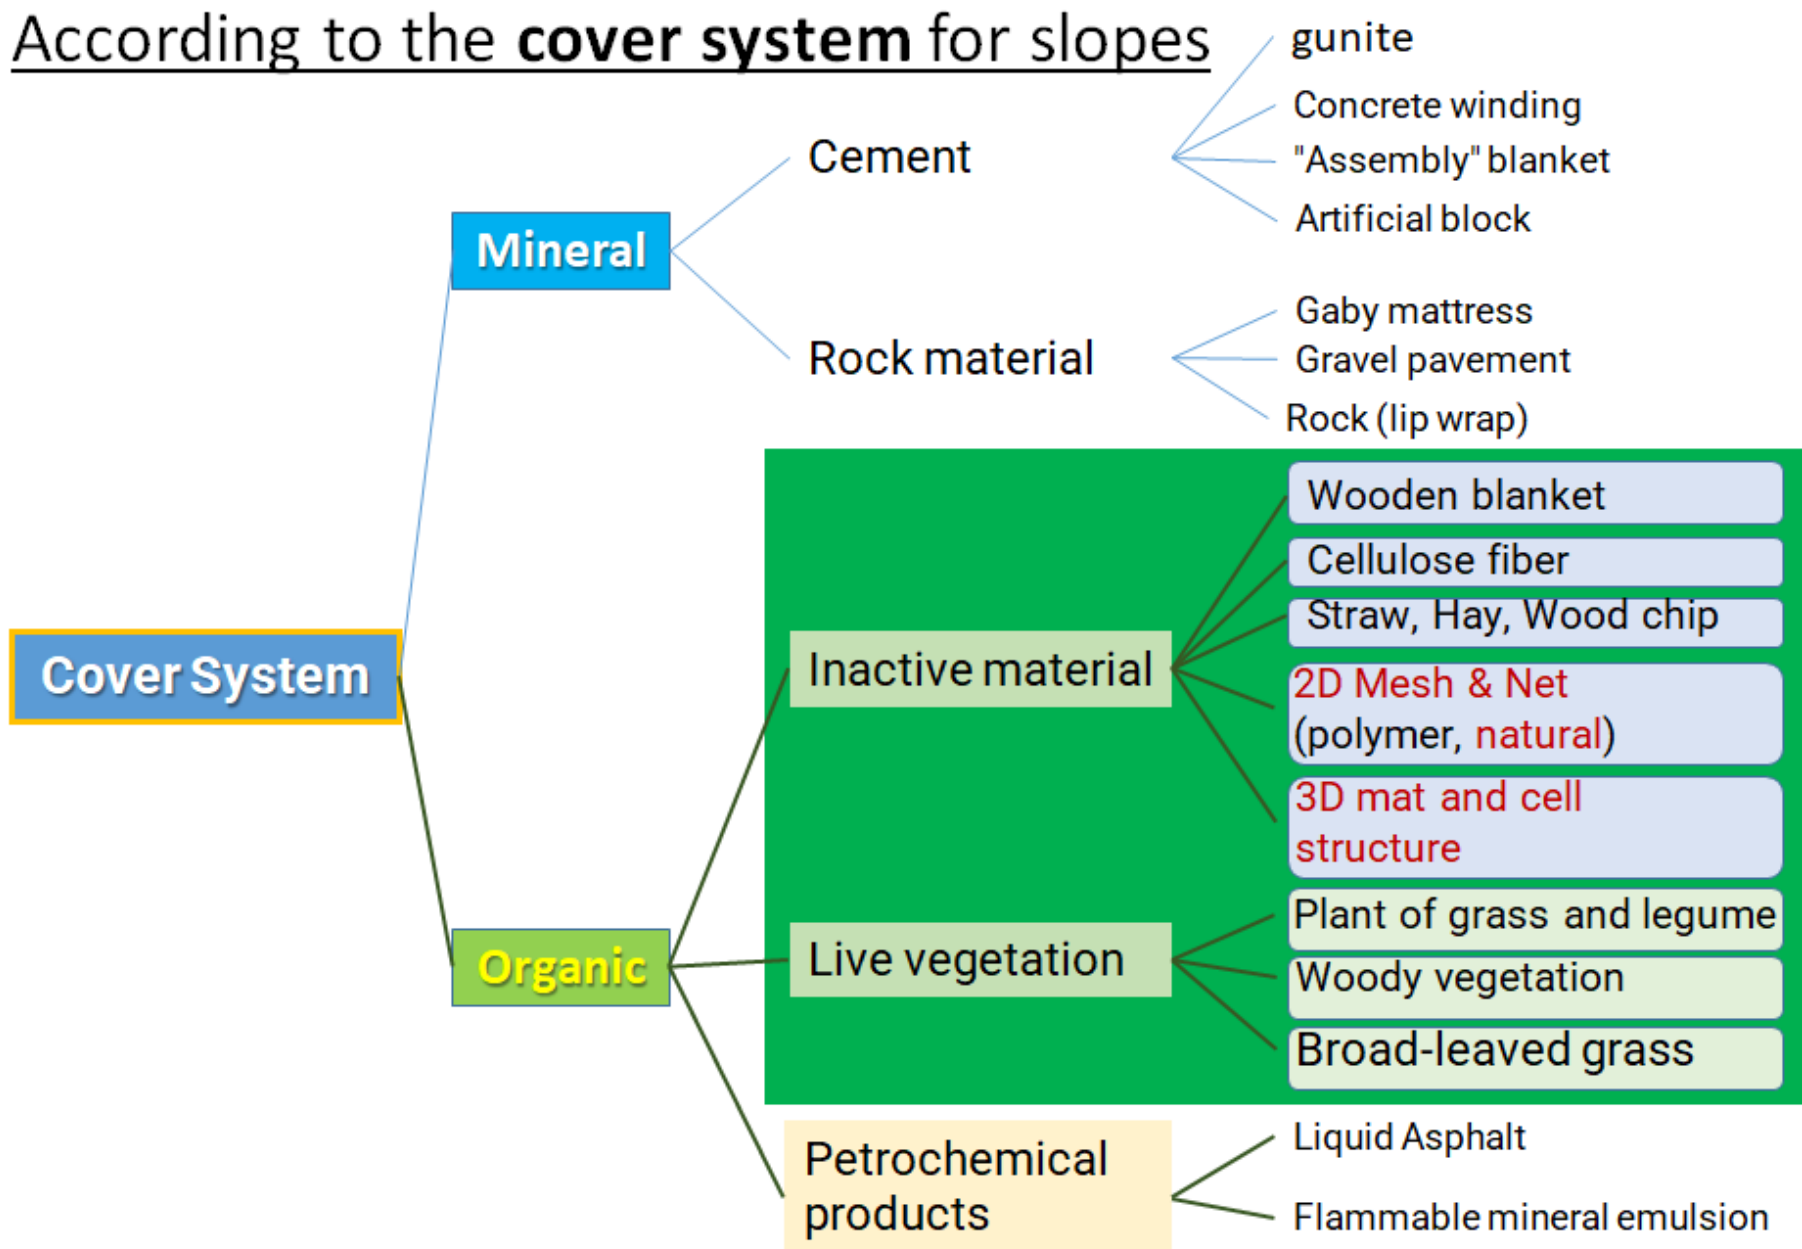 According to the cover system for slopes
gunite
Concrete winding
Cement
"Assembly" blanket
Artificial block
Mineral
Gaby mattress
Rock material
Gravel pavement
Rock (lip wrap)
Wooden blanket
Cellulose fiber
Straw, Hay, Wood chip
Cover System
Inactive material
2D Mesh & Net
(polymer, natural)
3D mat and cell
structure
Organic
Live vegetation
Plant of grass and legume
Woody vegetation
Broad-leaved grass
Petrochemical
products
Liquid Asphalt
Flammable mineral emulsion